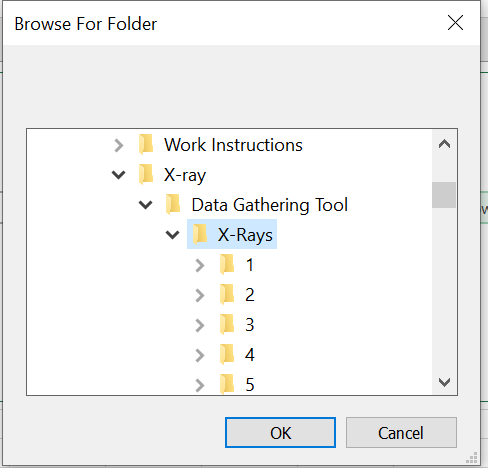 Browse For Folder
Work Instructions
X-ray
Data Gathering Tool
X-Rays
1
2
3
4
5
OK
Cancel